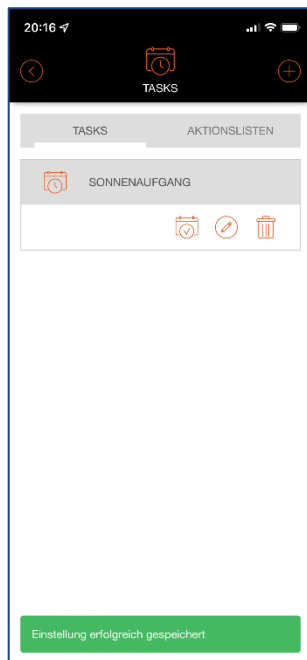 20:16
TASKS
TASKS AKTIONSLISTEN
SONNENAUFGANG
Einstellung erfolgreich gespeichert